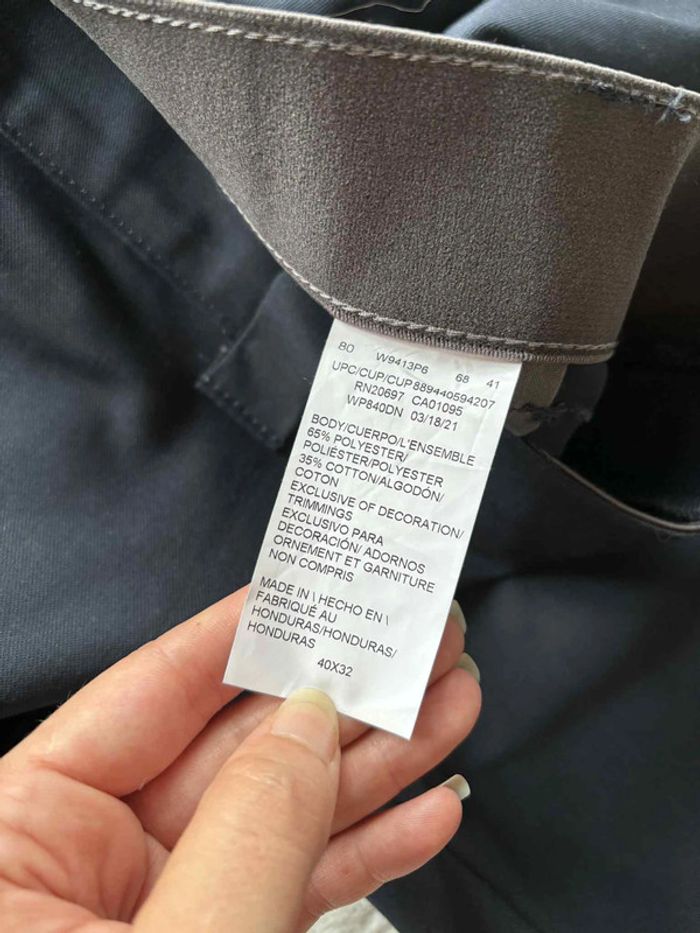 80 W9413P6 68 41
UPC/CUP/CUP889440594207
RN20697 CA01095
WP840DN 03/18/21
BODY/CUERPO/L'ENSEMBLE
65% POLYESTER/
POLIÉSTER/POLYESTER
35% COTTON/ALGODÓN/
COTON
EXCLUSIVE OF DECORATION/
TRIMMINGS
EXCLUSIVO PARA
DECORACIÓN/ ADORNOS
ORNEMENT ET GARNITURE
NON COMPRIS
MADE IN \ HECHO EN \
FABRIQUÉ AU
HONDURAS/HONDURAS/
HONDURAS
40X32